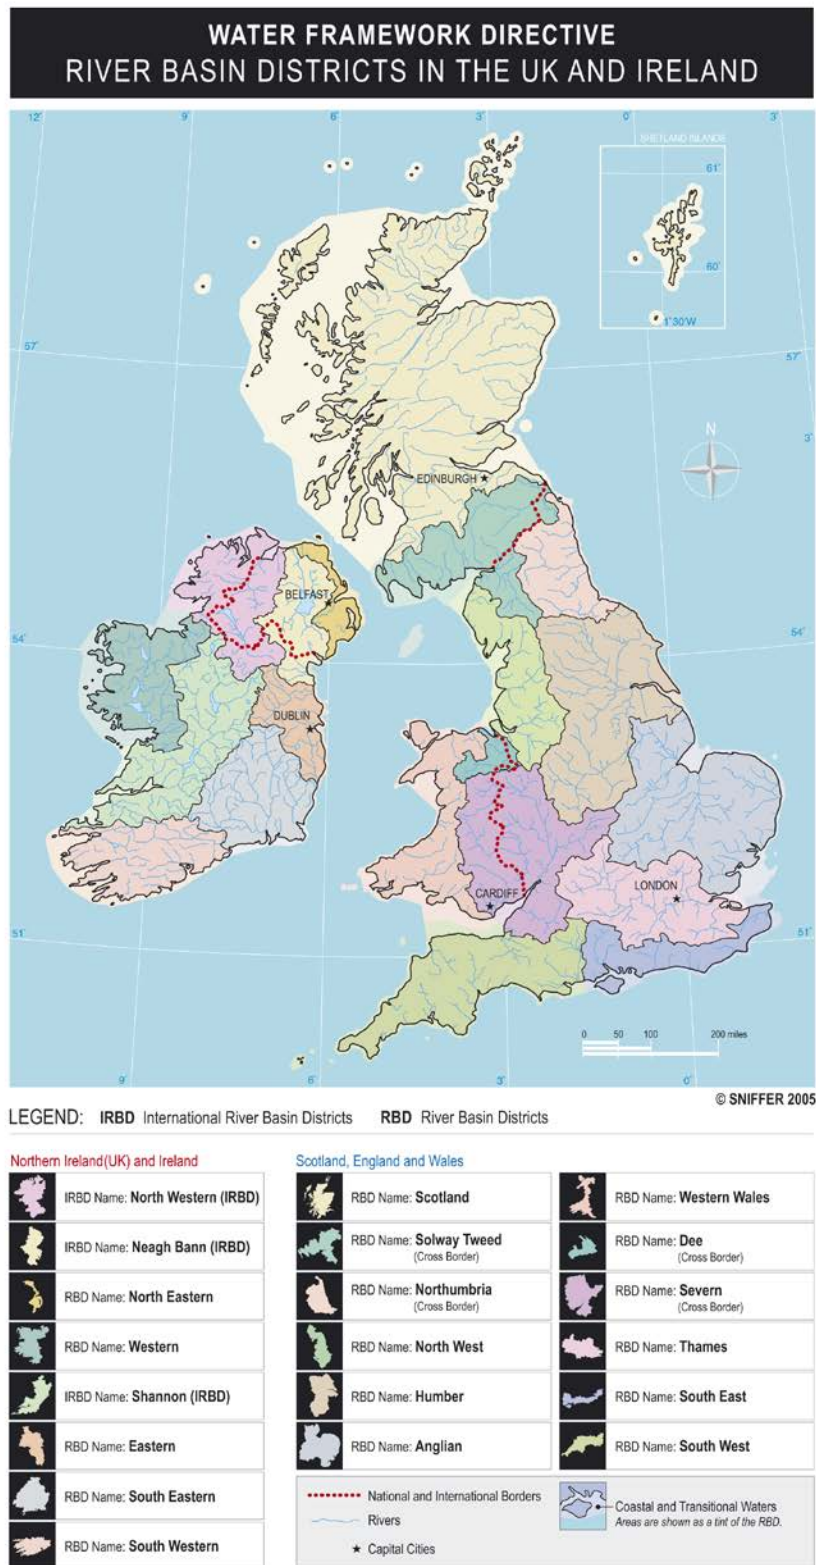 WATER FRAMEWORK DIRECTIVE
RIVER BASIN DISTRICTS IN THE UK AND IRELAND
12°
9°
6°
3°
0°
3°
SHETLAND ISLANDS
61°
60°
1°30'W
57°
57°
N
3°
EDINBURGH
BELFAST
54°
54°
DUBLIN
CARDIFF
LONDON
51°
51°
0 50 100 200 miles
9°
6°
3°
0°
© SNIFFER 2005
LEGEND: IRBD International River Basin Districts RBD River Basin Districts
Northern Ireland(UK) and Ireland
IRBD Name: North Western (IRBD)
IRBD Name: Neagh Bann (IRBD)
RBD Name: North Eastern
RBD Name: Western
IRBD Name: Shannon (IRBD)
RBD Name: Eastern
RBD Name: South Eastern
RBD Name: South Western
Scotland, England and Wales
RBD Name: Scotland
RBD Name: Solway Tweed
(Cross Border)
RBD Name: Northumbria
(Cross Border)
RBD Name: North West
RBD Name: Humber
RBD Name: Anglian
RBD Name: Western Wales
RBD Name: Dee
(Cross Border)
RBD Name: Severn
(Cross Border)
RBD Name: Thames
RBD Name: South East
RBD Name: South West
National and International Borders
Rivers
Capital Cities
Coastal and Transitional Waters
Areas are shown as a tint of the RBD.